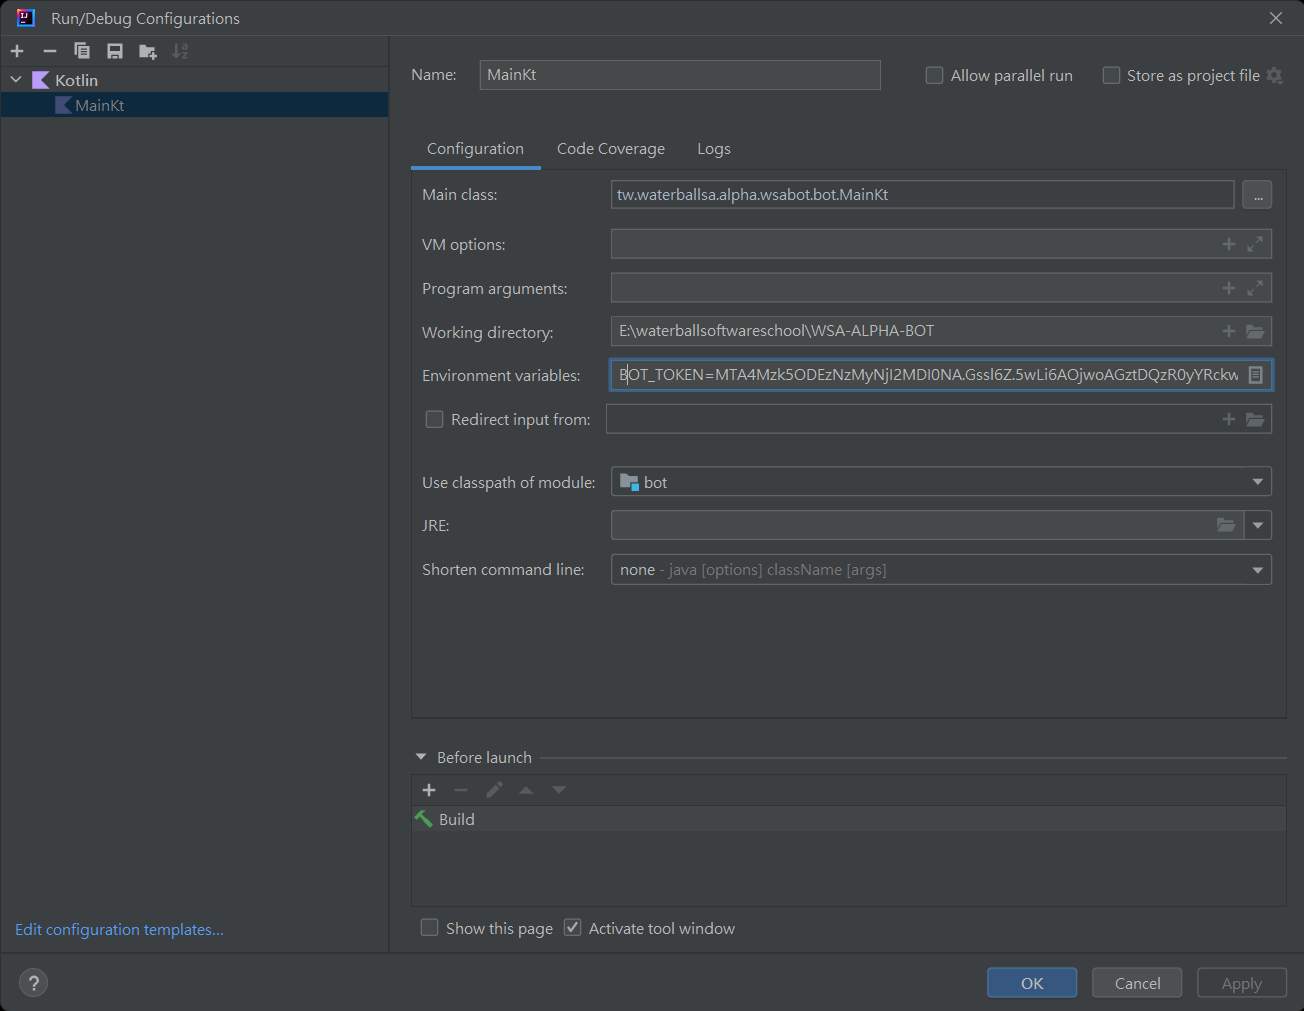 Run/Debug Configurations
Kotlin
MainKt
Name:
MainKt
Allow parallel run
Store as project file
Configuration
Code Coverage
Logs
Main class:
tw.waterballsa.alpha.wsabot.bot.MainKt
...
VM options:
Program arguments:
Working directory:
E:\waterballsoftwareschool\WSA-ALPHA-BOT
Environment variables:
BOT_TOKEN=
Redirect input from:
Use classpath of module:
bot
JRE:
Shorten command line:
none - java [options] className [args]
Before launch
Build
Show this page
Activate tool window
Edit configuration templates...
?
OK
Cancel
Apply